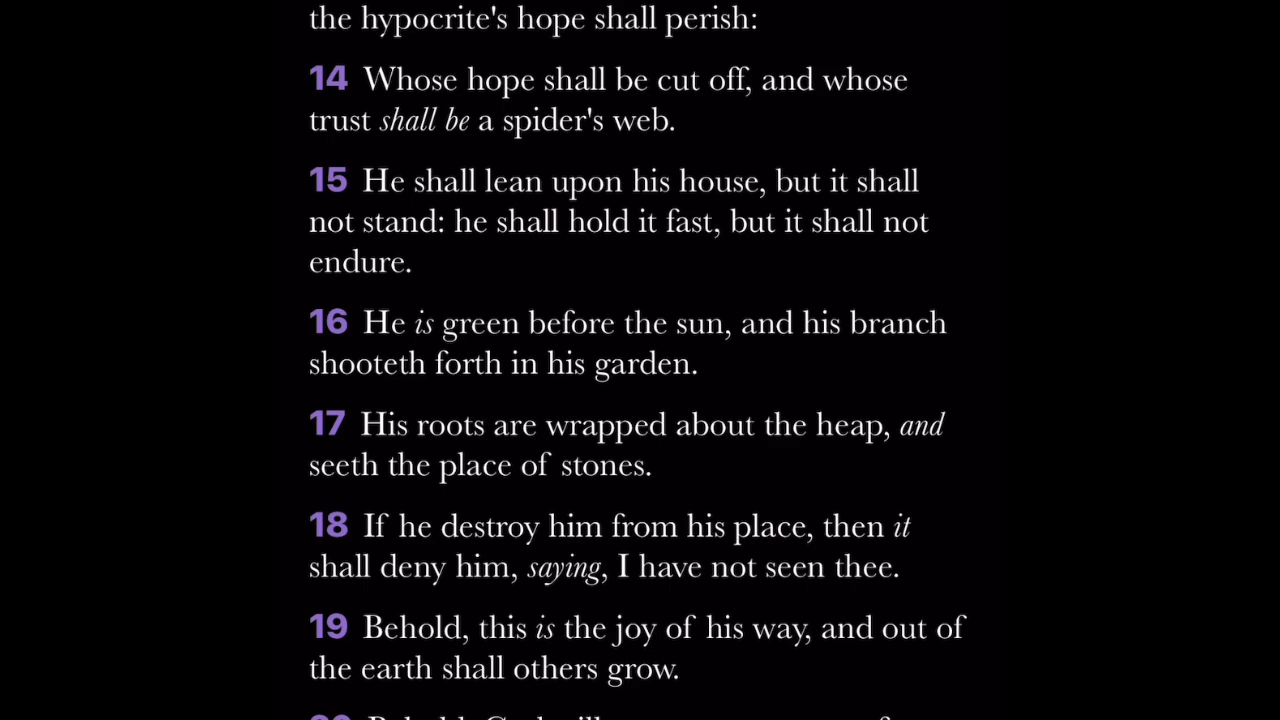 the hypocrite's hope shall perish:
14 Whose hope shall be cut off, and whose
trust shall be a spider's web.
15 He shall lean upon his house, but it shall
not stand: he shall hold it fast, but it shall not
endure.
16 He is green before the sun, and his branch
shooteth forth in his garden.
17 His roots are wrapped about the heap, and
seeth the place of stones.
18 If he destroy him from his place, then it
shall deny him, saying, I have not seen thee.
19 Behold, this is the joy of his way, and out of
the earth shall others grow.